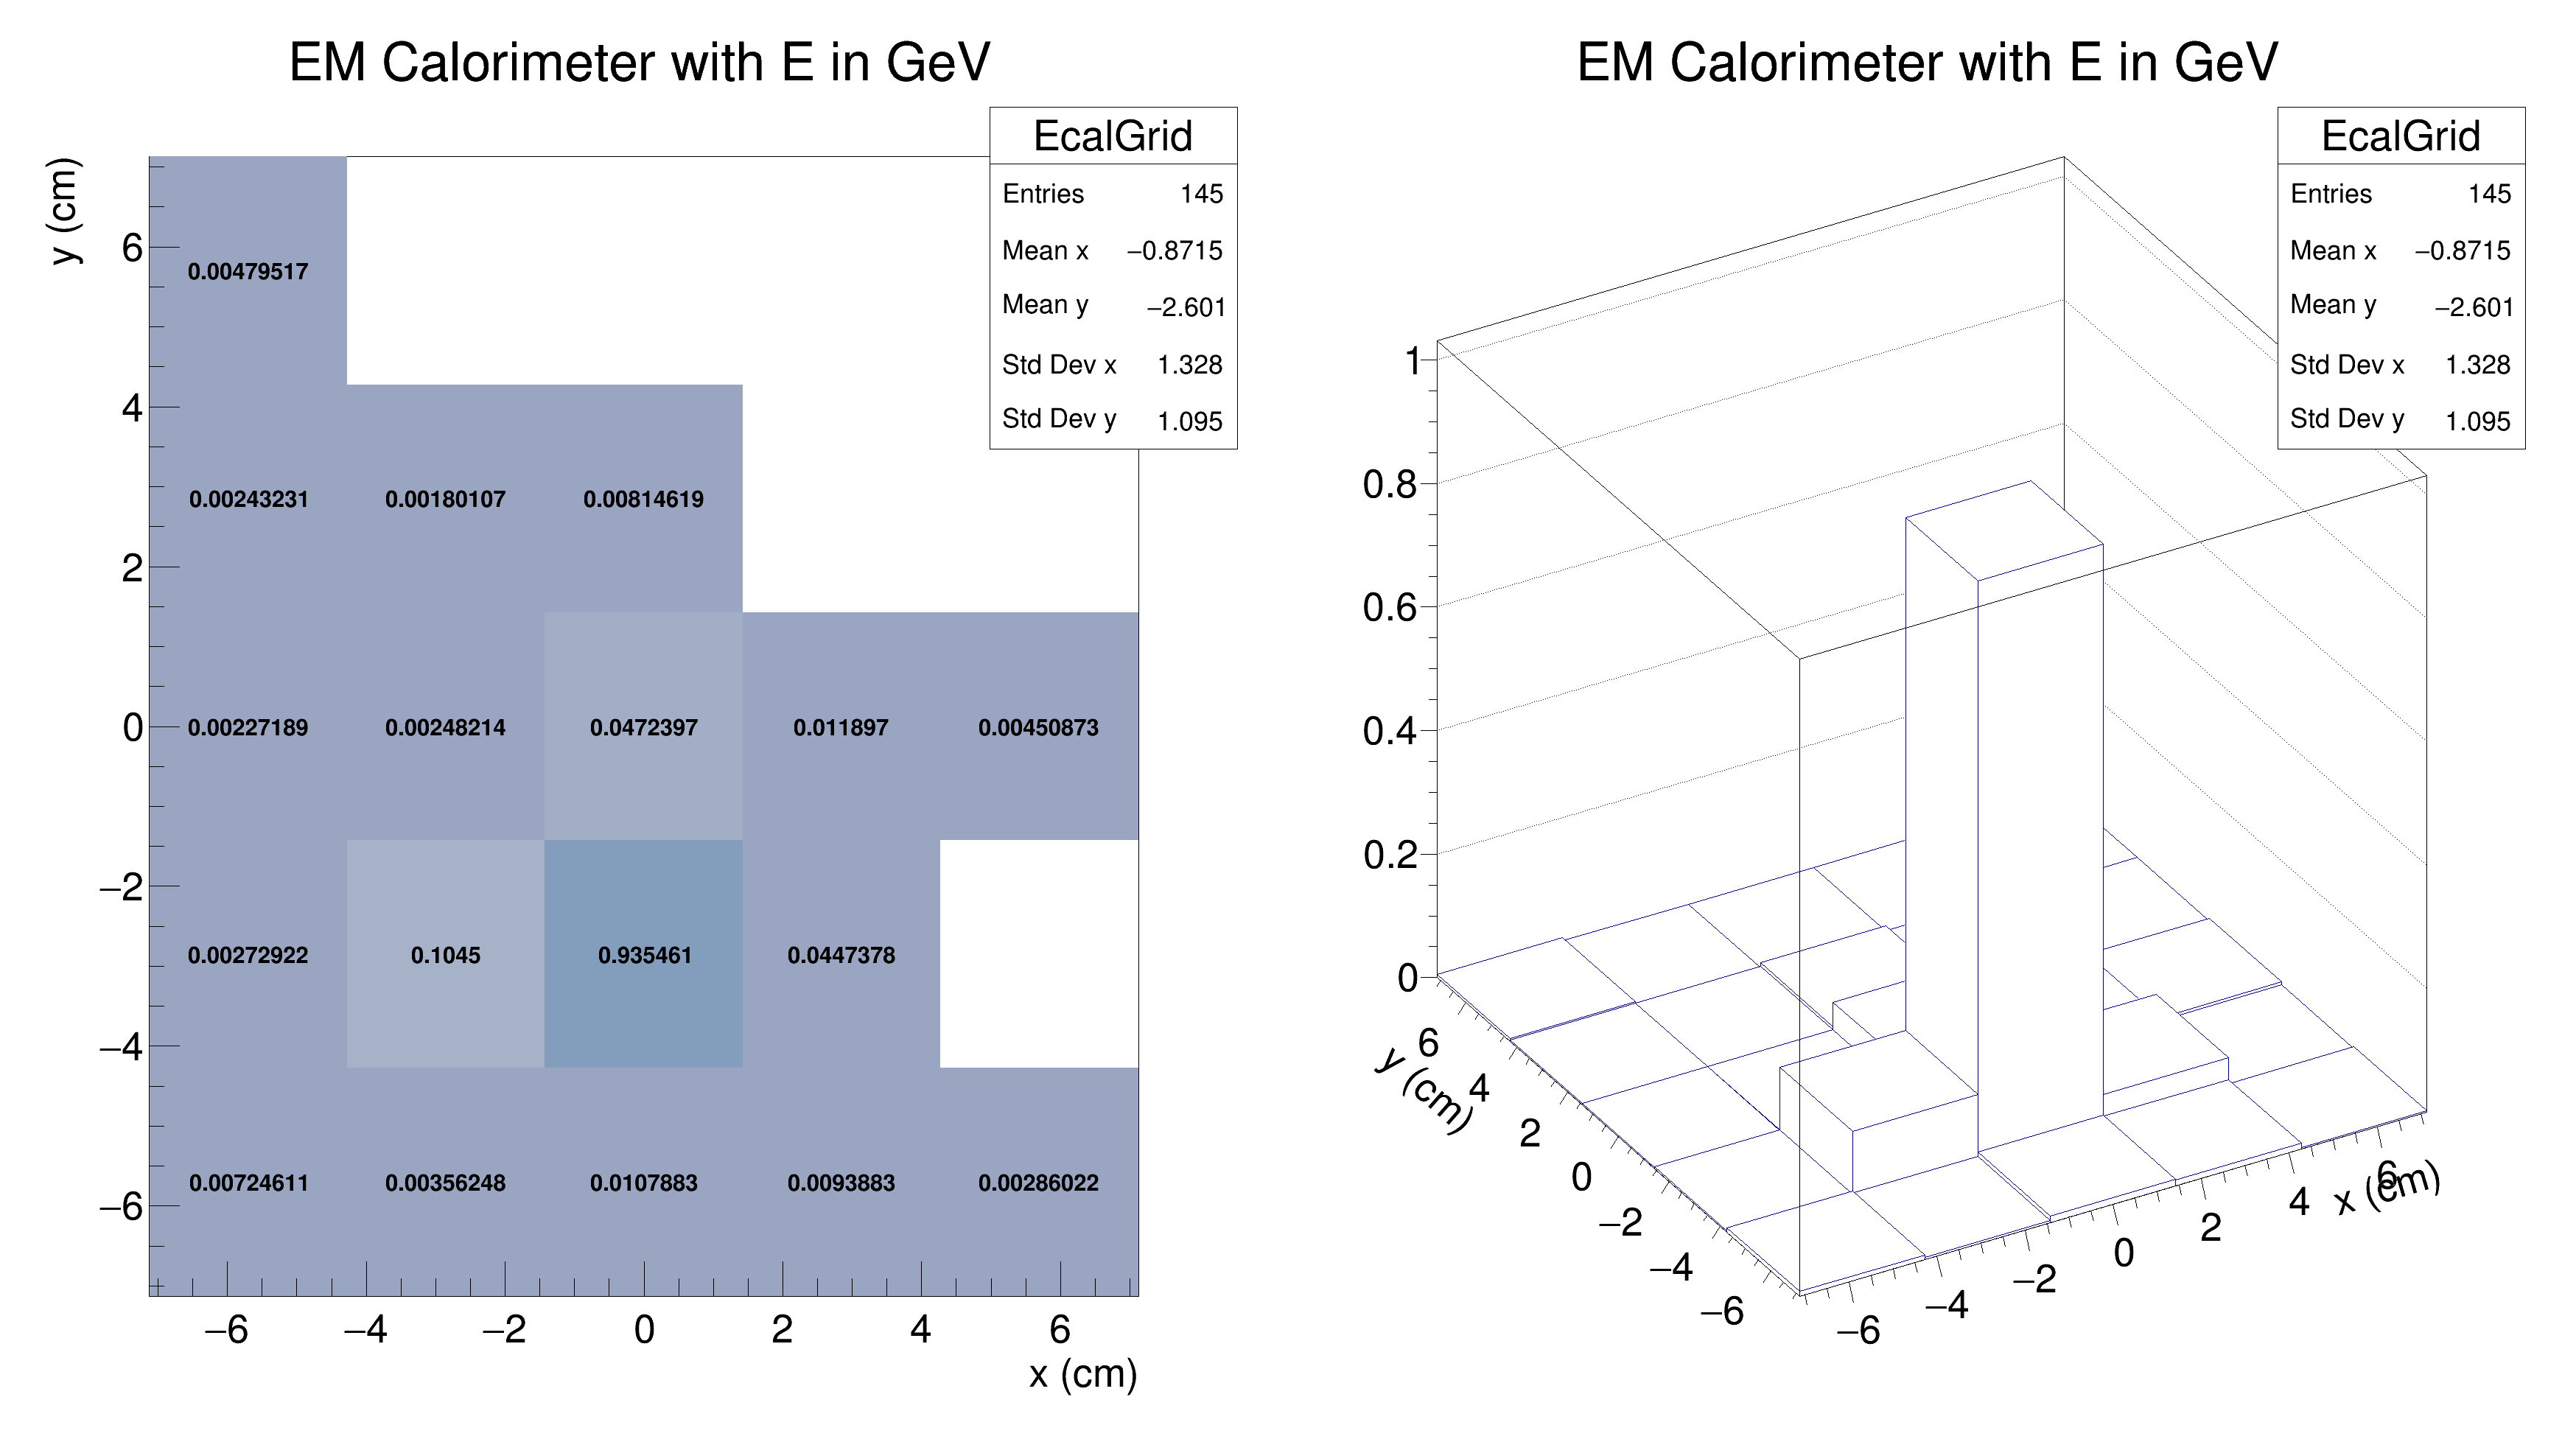 EM Calorimeter with E in GeV
EcalGrid
Entries 145
Mean x −0.8715
Mean y −2.601
Std Dev x 1.328
Std Dev y 1.095
y (cm)
6
4
2
0
−2
−4
−6
0.00479517
0.00243231 0.00180107 0.00814619
0.00227189 0.00248214 0.0472397 0.011897 0.00450873
0.00272922 0.1045 0.935461 0.0447378
0.00724611 0.00356248 0.0107883 0.0093883 0.00286022
−6 −4 −2 0 2 4 6
x (cm)
EM Calorimeter with E in GeV
EcalGrid
Entries 145
Mean x −0.8715
Mean y −2.601
Std Dev x 1.328
Std Dev y 1.095
1
0.8
0.6
0.4
0.2
0
6
4
2
0
−2
−4
−6
y (cm)
−6 −4 −2 0 2 4 6
x (cm)